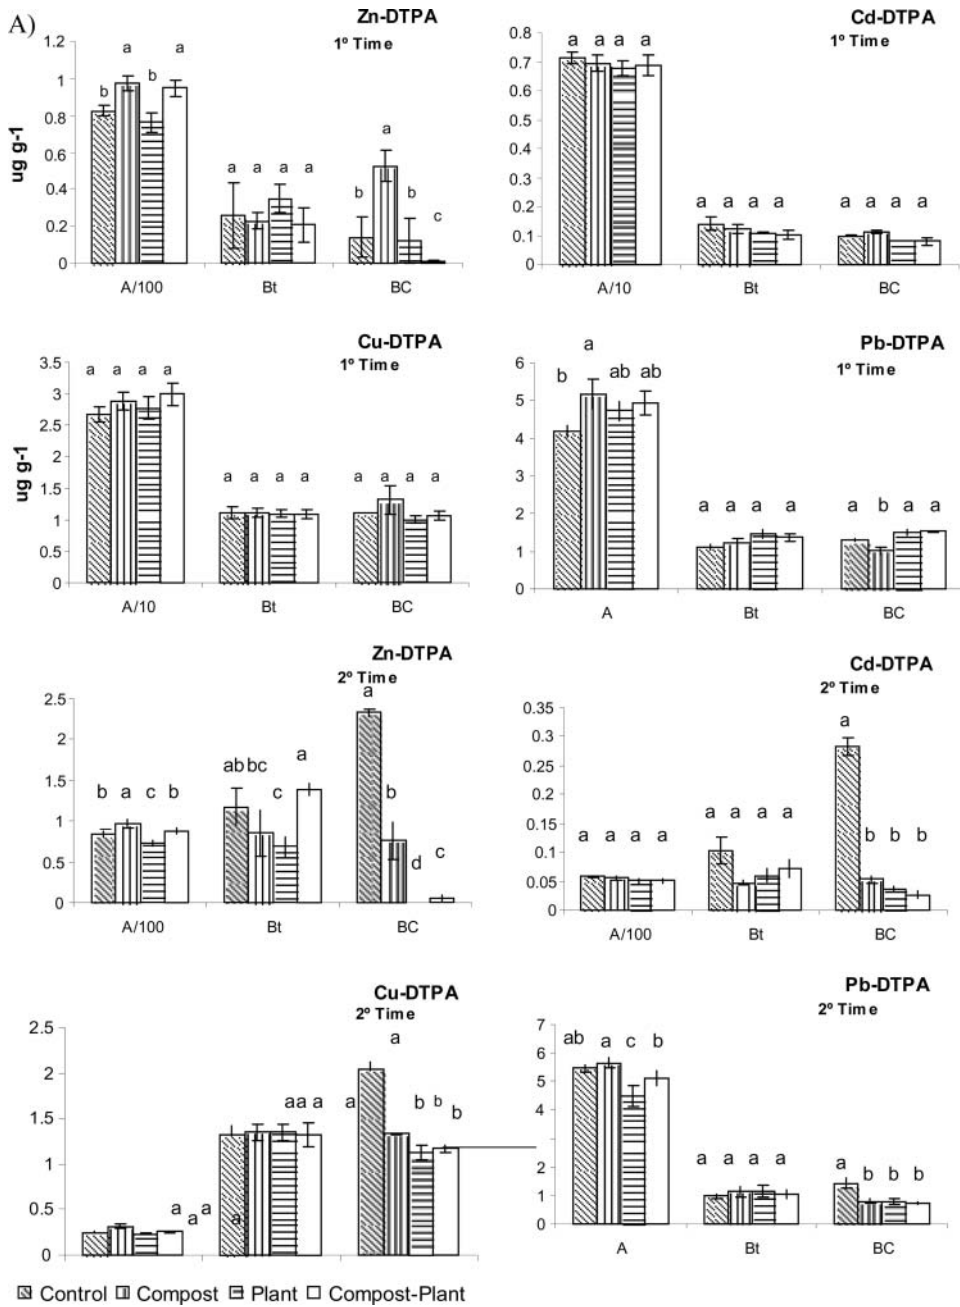 A)
Zn-DTPA
1º Time
ug g-1
1.2
1
0.8
0.6
0.4
0.2
0
b a b a
a a a a
b a b c
A/100 Bt BC
Cd-DTPA
1º Time
0.8
0.7
0.6
0.5
0.4
0.3
0.2
0.1
0
a a a a
a a a a
a a a a
A/10 Bt BC
Cu-DTPA
1º Time
ug g-1
3.5
3
2.5
2
1.5
1
0.5
0
a a a a
a a a a
a a a a
A/10 Bt BC
Pb-DTPA
1º Time
6
5
4
3
2
1
0
b a ab ab
a a a a
a b a a
A Bt BC
Zn-DTPA
2º Time
2.5
2
1.5
1
0.5
0
b a c b
ab bc c a
a b d c
A/100 Bt BC
Cd-DTPA
2º Time
0.35
0.3
0.25
0.2
0.15
0.1
0.05
0
a a a a
a a a a
a b b b
A/100 Bt BC
Cu-DTPA
2º Time
2.5
2
1.5
1
0.5
0
a a a a
aa a a
a b b b
Pb-DTPA
2º Time
7
6
5
4
2
1
0
ab a c b
a a a a
a b b b
A Bt BC
Control Compost Plant Compost-Plant